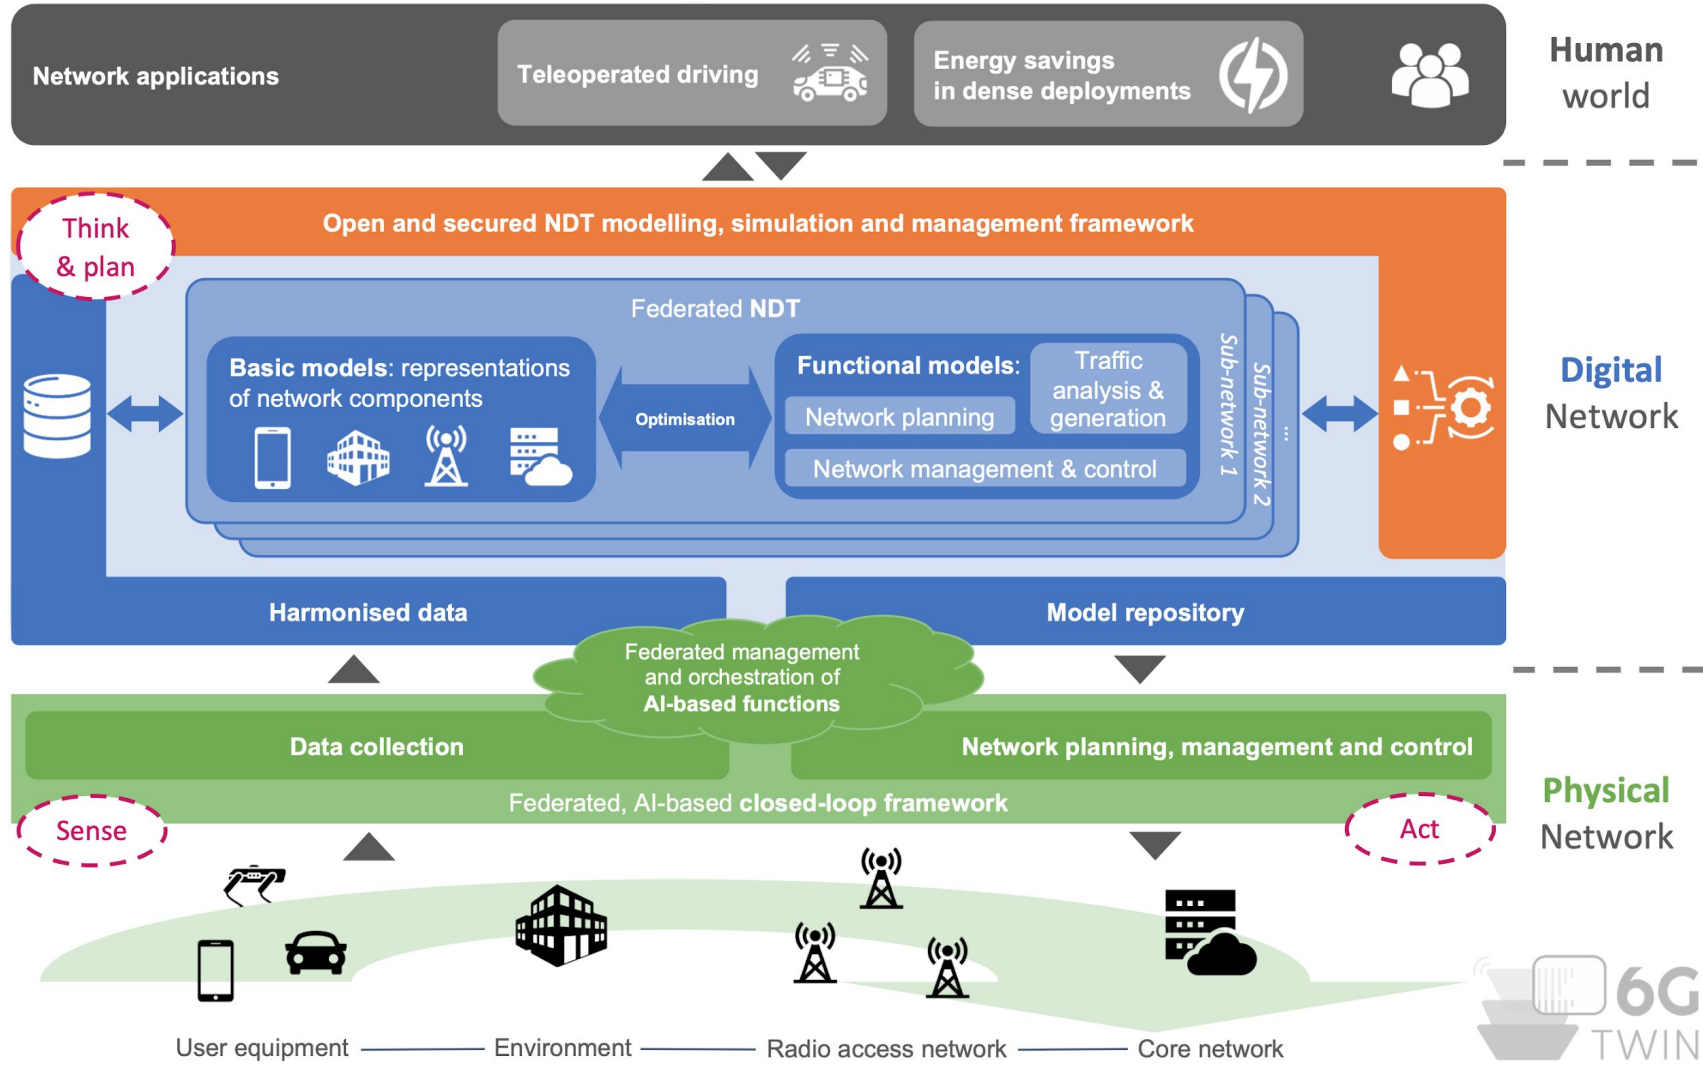 Network applications
Teleoperated driving
Energy savings
in dense deployments
Human
world
Think
& plan
Open and secured NDT modelling, simulation and management framework
Federated NDT
Basic models: representations
of network components
Optimisation
Functional models:
Traffic
analysis &
generation
Network planning
Network management & control
Sub-network 1
Sub-network 2
...
Digital
Network
Harmonised data
Model repository
Federated management
and orchestration of
AI-based functions
Data collection
Network planning, management and control
Federated, AI-based closed-loop framework
Sense
Act
Physical
Network
User equipment
Environment
Radio access network
Core network
6G
TWIN